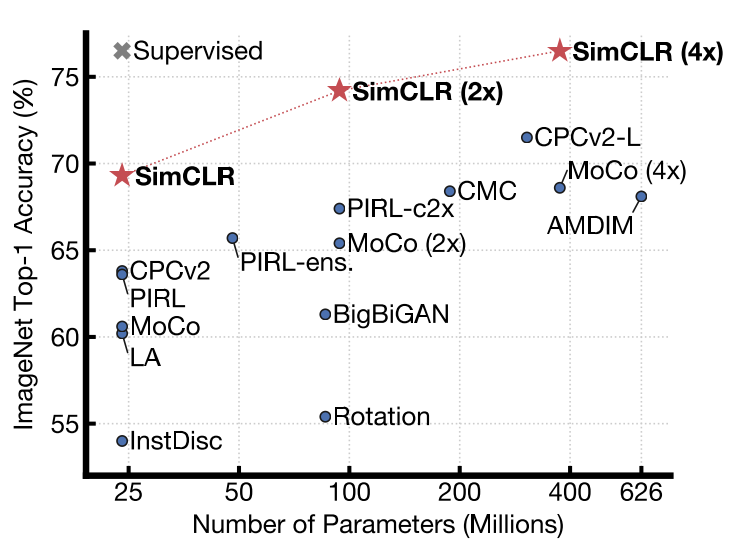 Supervised
SimCLR (4x)
75
SimCLR (2x)
CPCv2-L
70
MoCo (4x)
SimCLR
CMC
PIRL-c2x
AMDIM
MoCo (2x)
65
PIRL-ens.
CPCv2
PIRL
BigBiGAN
MoCo
60
LA
Rotation
55
InstDisc
25 50 100 200 400 626
Number of Parameters (Millions)
ImageNet Top-1 Accuracy (%)